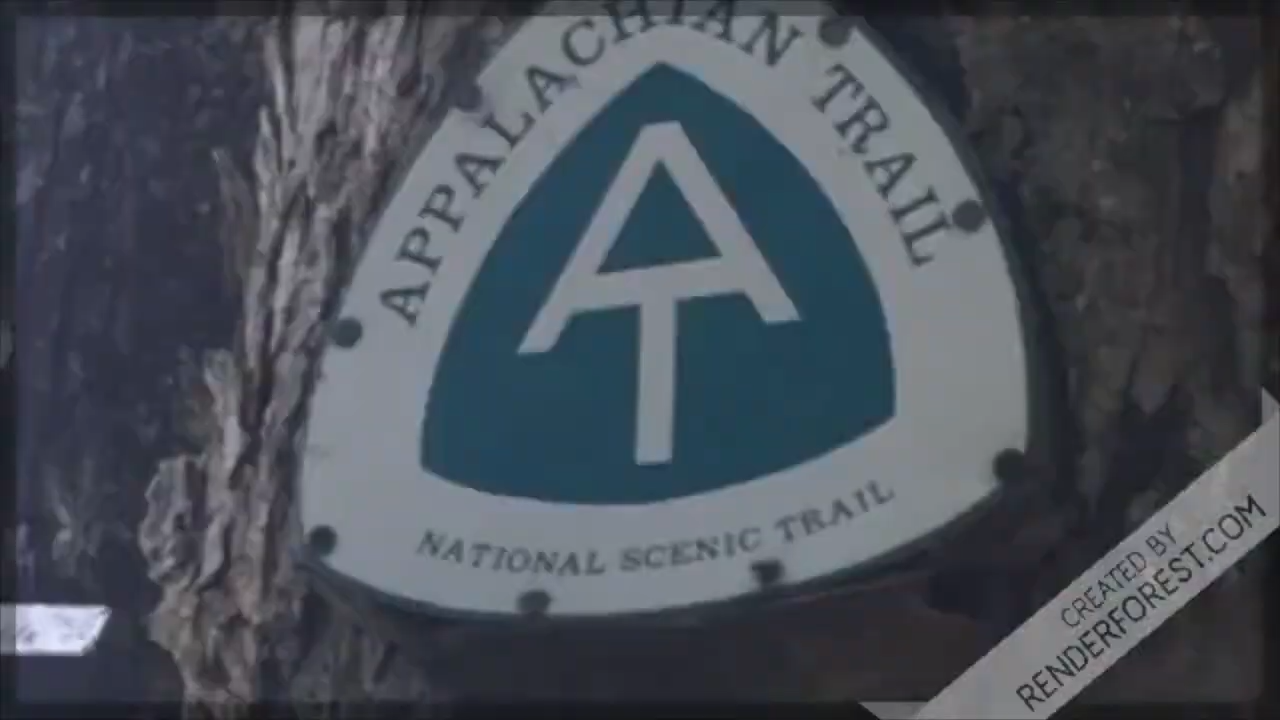 APPALACHIAN TRAIL
AT
NATIONAL SCENIC TRAIL
CREATED BY
RENDERFOREST.COM